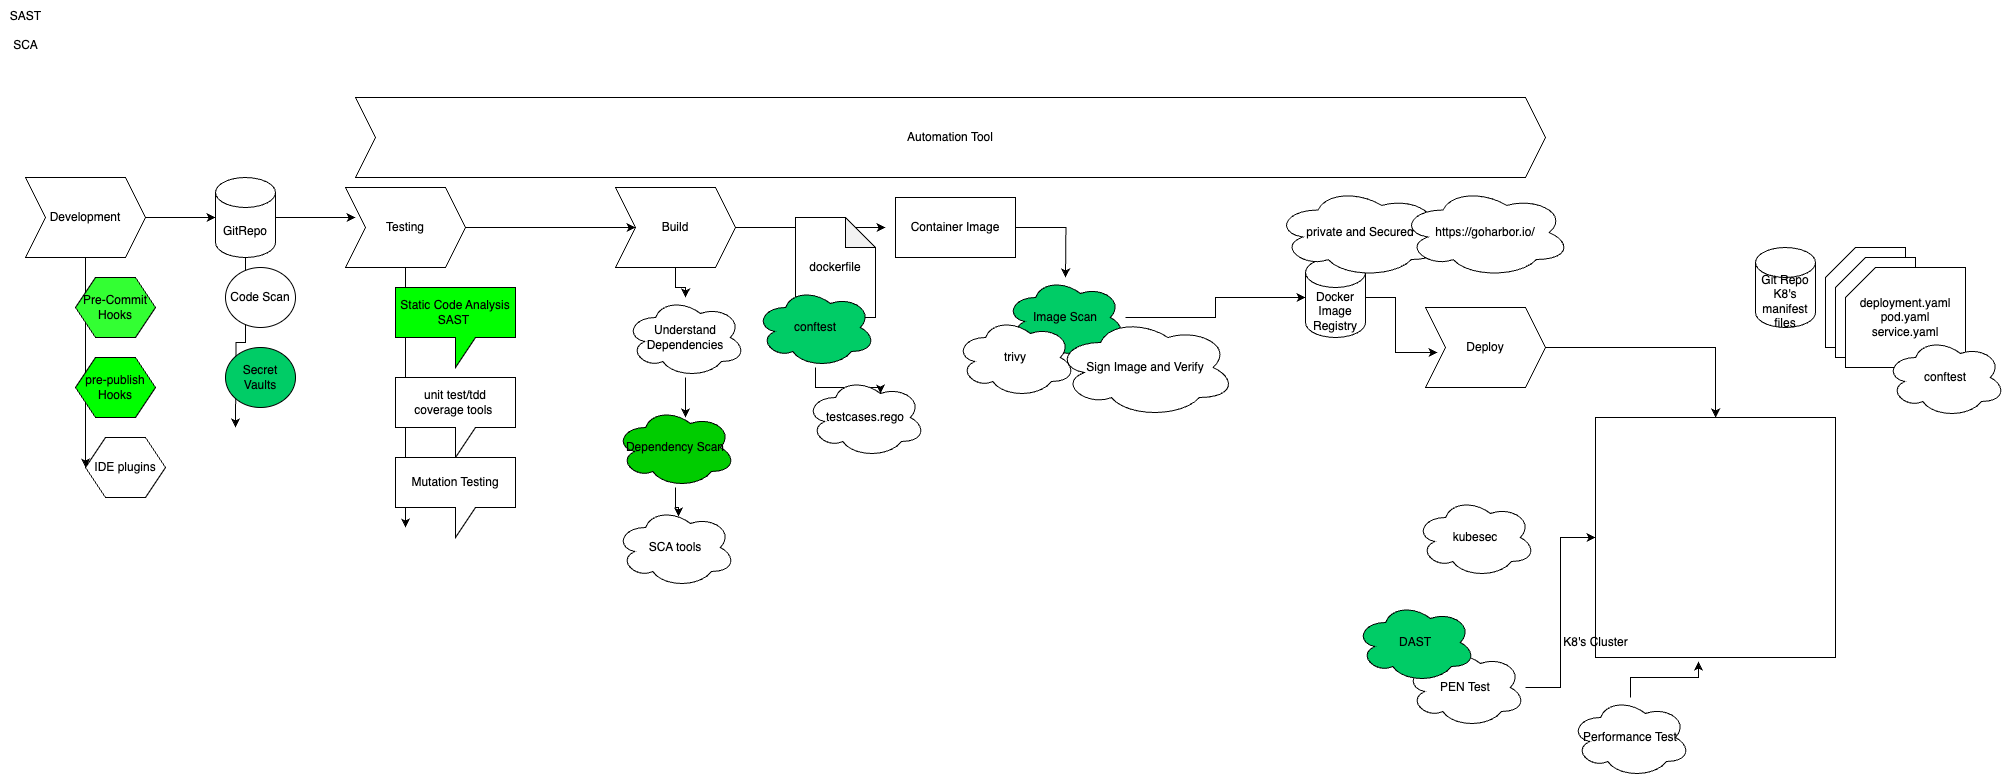 SAST
SCA
Automation Tool
Development
GitRepo
Testing
Build
Container Image
dockerfile
private and Secured
https://goharbor.io/
Pre-Commit
Hooks
pre-publish
Hooks
IDE plugins
Code Scan
Secret
Vaults
Static Code Analysis
SAST
unit test/tdd
coverage tools
Mutation Testing
Understand
Dependencies
Dependency Scan
SCA tools
conftest
testcases.rego
Image Scan
trivy
Sign Image and Verify
Docker
Image
Registry
Deploy
Git Repo
K8's
manifest
files
deployment.yaml
pod.yaml
service.yaml
conftest
kubesec
DAST
PEN Test
K8's Cluster
Performance Test